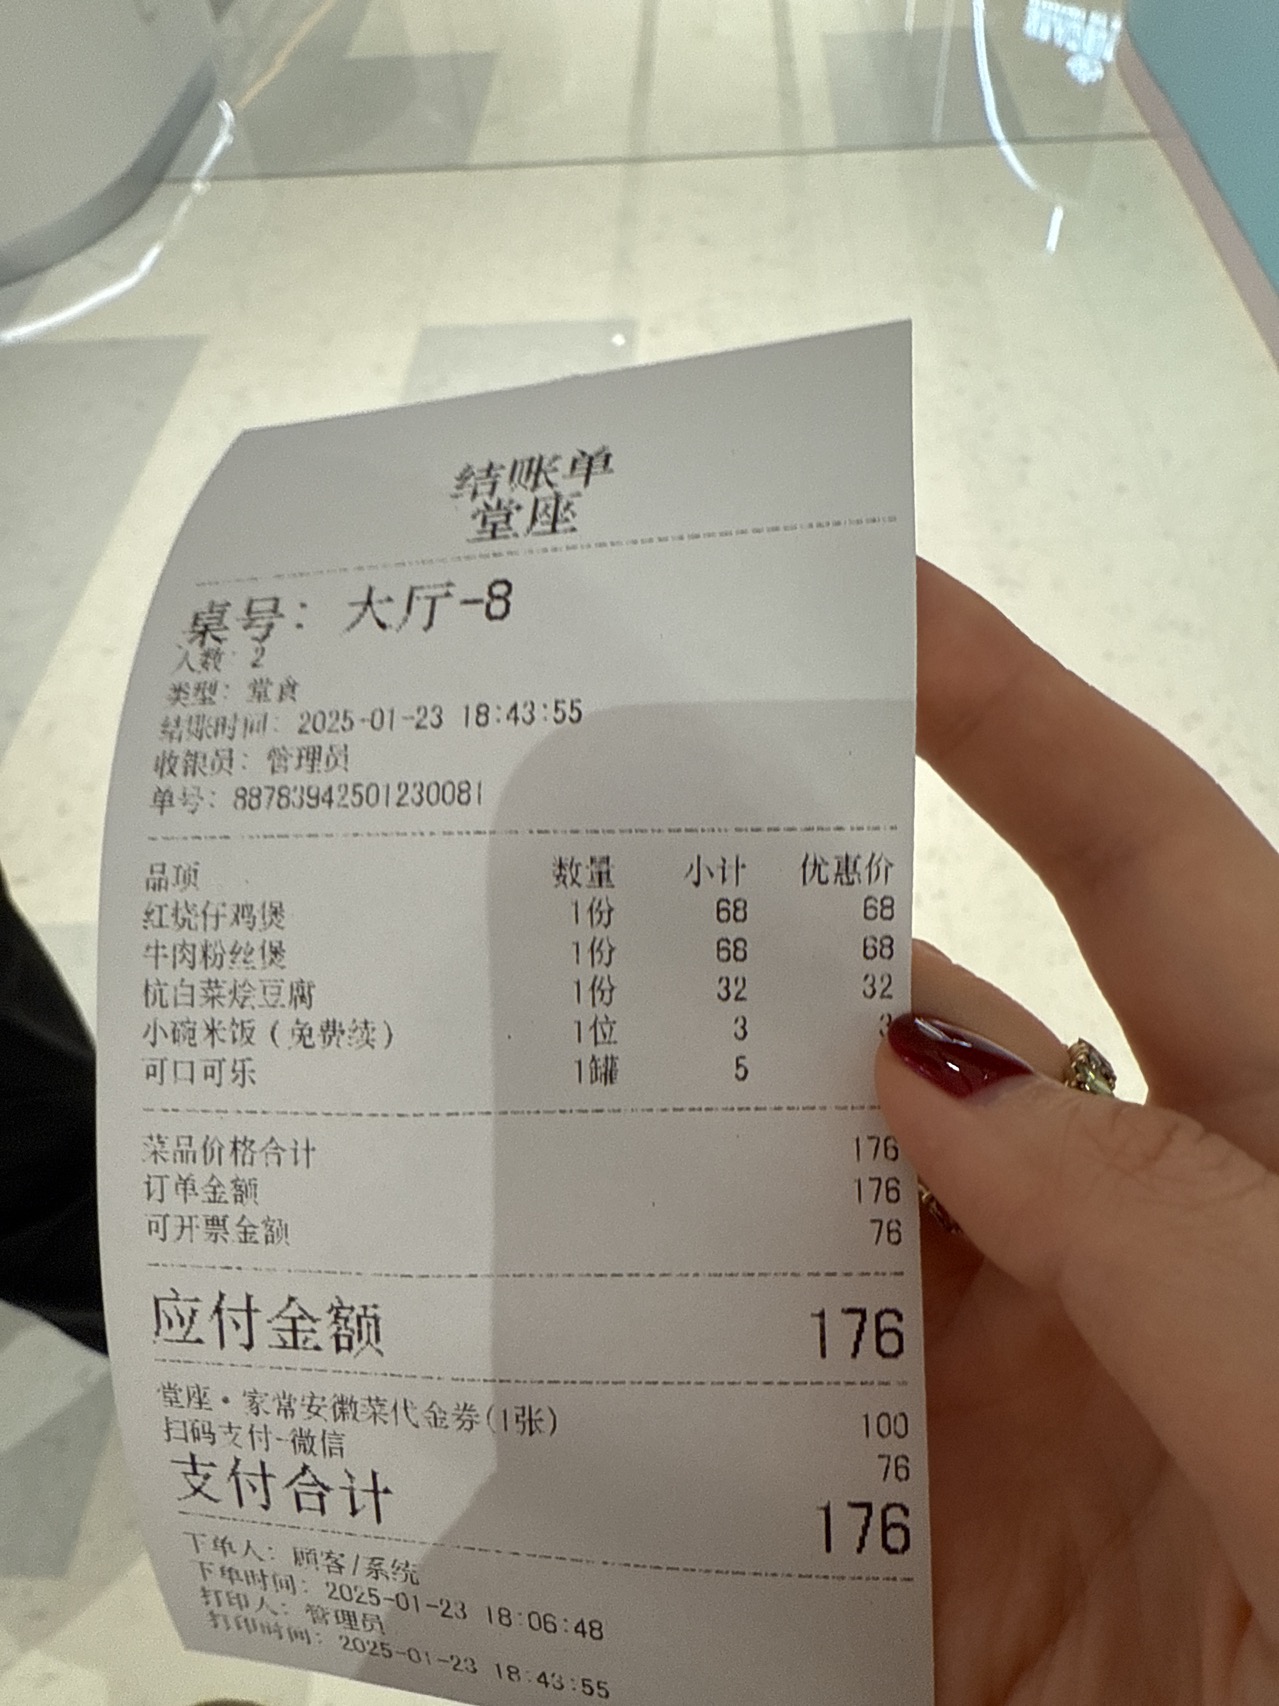 结账单
堂座
桌号：大厅-8
人数：2
类型：堂食
结账时间：2025-01-23 18:43:55
收银员：管理员
单号：88783942501230081
品项 数量 小计 优惠价
红烧仔鸡煲 1份 68 68
牛肉粉丝煲 1份 68 68
杭白菜烩豆腐 1份 32 32
小碗米饭（免费续） 1位 3 3
可口可乐 1罐 5
菜品价格合计 176
订单金额 176
可开票金额 76
应付金额 176
堂座·家常安徽菜代金券(1张) 100
扫码支付-微信 76
支付合计 176
下单人：顾客/系统
下单时间：2025-01-23 18:06:48
打印人：管理员
打印时间：2025-01-23 18:43:55